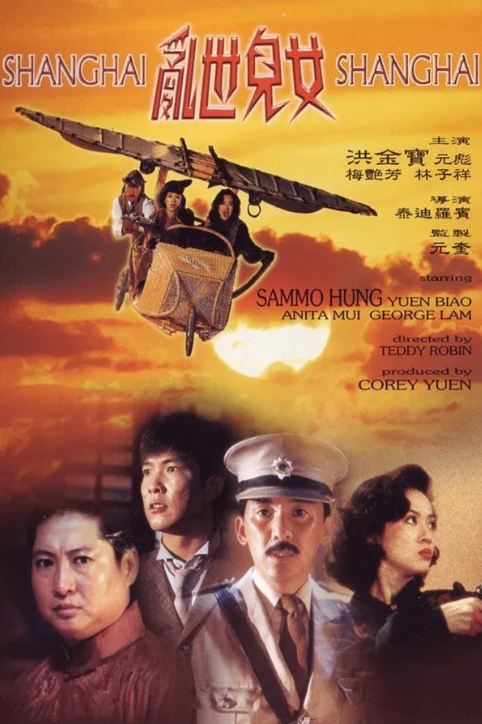 SHANGHAI 亂世兒女 SHANGHAI
主演
洪金寶 元彪
梅艷芳 林子祥
導演
泰迪羅賓
監製
元奎
starring
SAMMO HUNG YUEN BIAO
ANITA MUI GEORGE LAM
directed by
TEDDY ROBIN
produced by
COREY YUEN